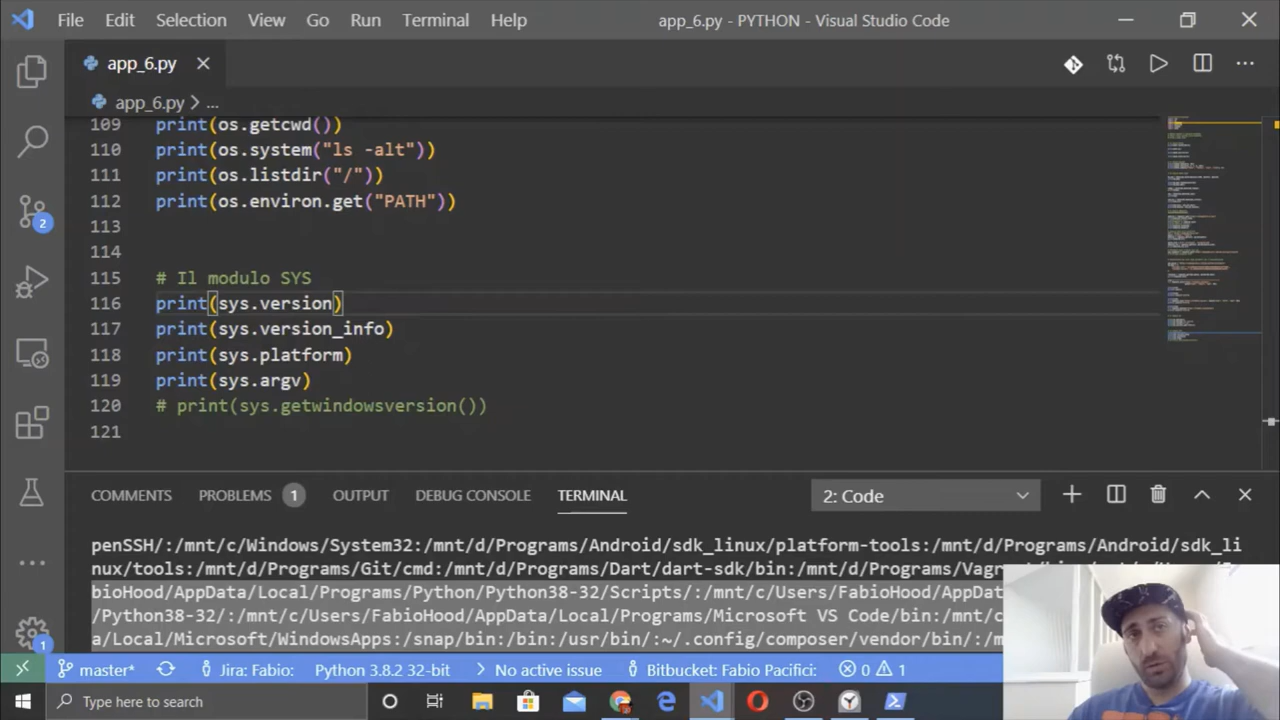 File Edit Selection View Go Run Terminal Help app_6.py - PYTHON - Visual Studio Code
app_6.py
app_6.py > ...
109 print(os.getcwd())
110 print(os.system("ls -alt"))
111 print(os.listdir("/"))
112 print(os.environ.get("PATH"))
113
114
115 # Il modulo SYS
116 print(sys.version)
117 print(sys.version_info)
118 print(sys.platform)
119 print(sys.argv)
120 # print(sys.getwindowsversion())
121
2
1
COMMENTS PROBLEMS 1 OUTPUT DEBUG CONSOLE TERMINAL 2: Code
penSSH/:/mnt/c/Windows/System32:/mnt/d/Programs/Android/sdk_linux/platform-tools:/mnt/d/Programs/Android/sdk_li
nux/tools:/mnt/d/Programs/Git/cmd:/mnt/d/Programs/Dart/dart-sdk/bin:/mnt/d/Programs/
bioHood/AppData/Local/Programs/Python/Python38-32/Scripts/:/mnt/c/Users/FabioHood/AppDat
/Python38-32/:/mnt/c/Users/FabioHood/AppData/Local/Programs/Microsoft VS Code/bin:/mnt/c
a/Local/Microsoft/WindowsApps:/snap/bin:/bin:/usr/bin/:~/.config/composer/vendor/bin/:/m
master* Jira: Fabio: Python 3.8.2 32-bit No active issue Bitbucket: Fabio Pacifici: 0 1
Type here to search